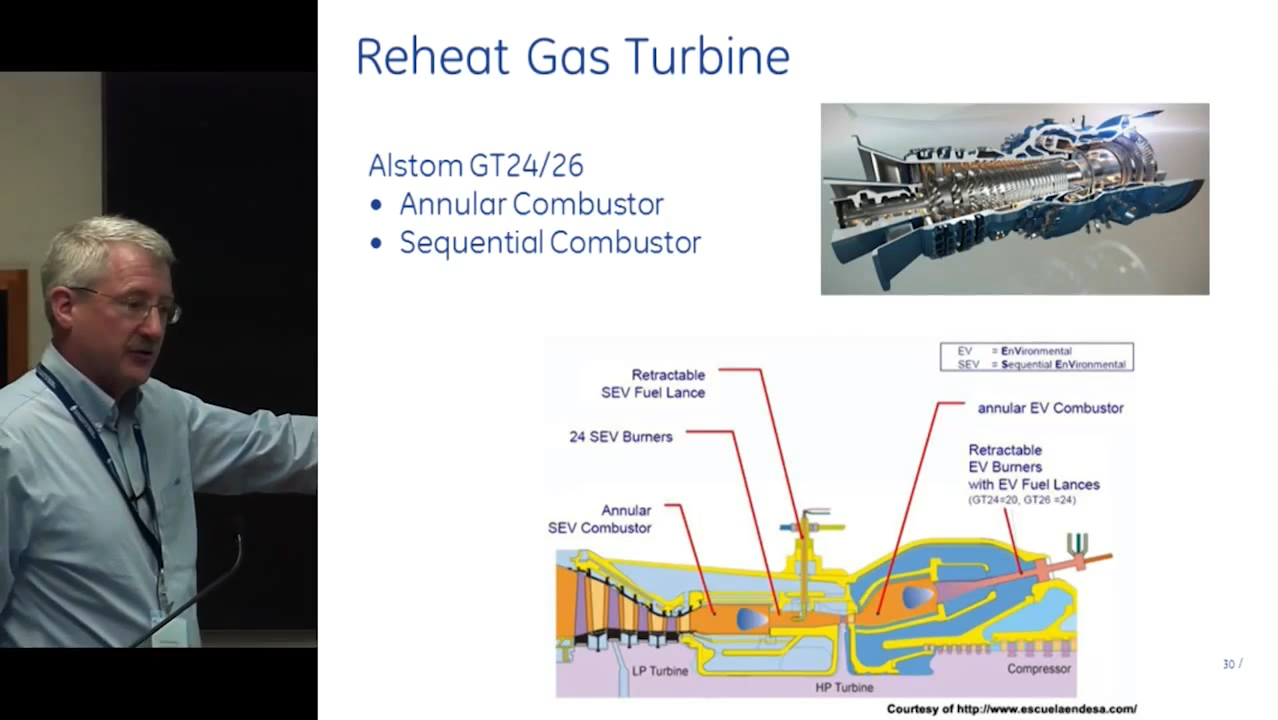 Reheat Gas Turbine
Alstom GT24/26
• Annular Combustor
• Sequential Combustor
EV = EnVironmental
SEV = Sequential EnVironmental
Retractable
SEV Fuel Lance
annular EV Combustor
24 SEV Burners
Retractable
EV Burners
with EV Fuel Lances
(GT24=20, GT26 =24)
Annular
SEV Combustor
LP Turbine
HP Turbine
Compressor
30 /
Courtesy of http://www.escuelaendesa.com/